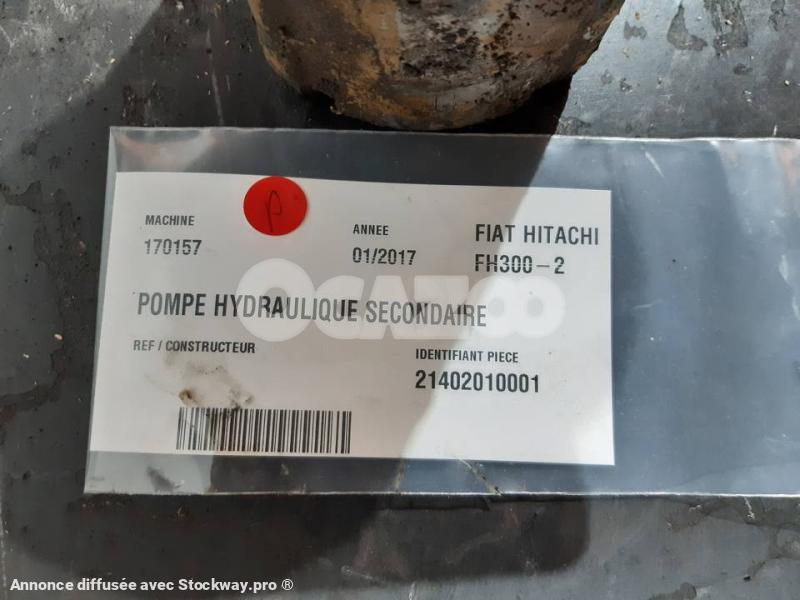 P
MACHINE
170157
ANNEE
01/2017
FIAT HITACHI
FH300-2
POMPE HYDRAULIQUE SECONDAIRE
OCAZOO
REF / CONSTRUCTEUR
IDENTIFIANT PIECE
21402010001
Annonce diffusée avec Stockway.pro ®